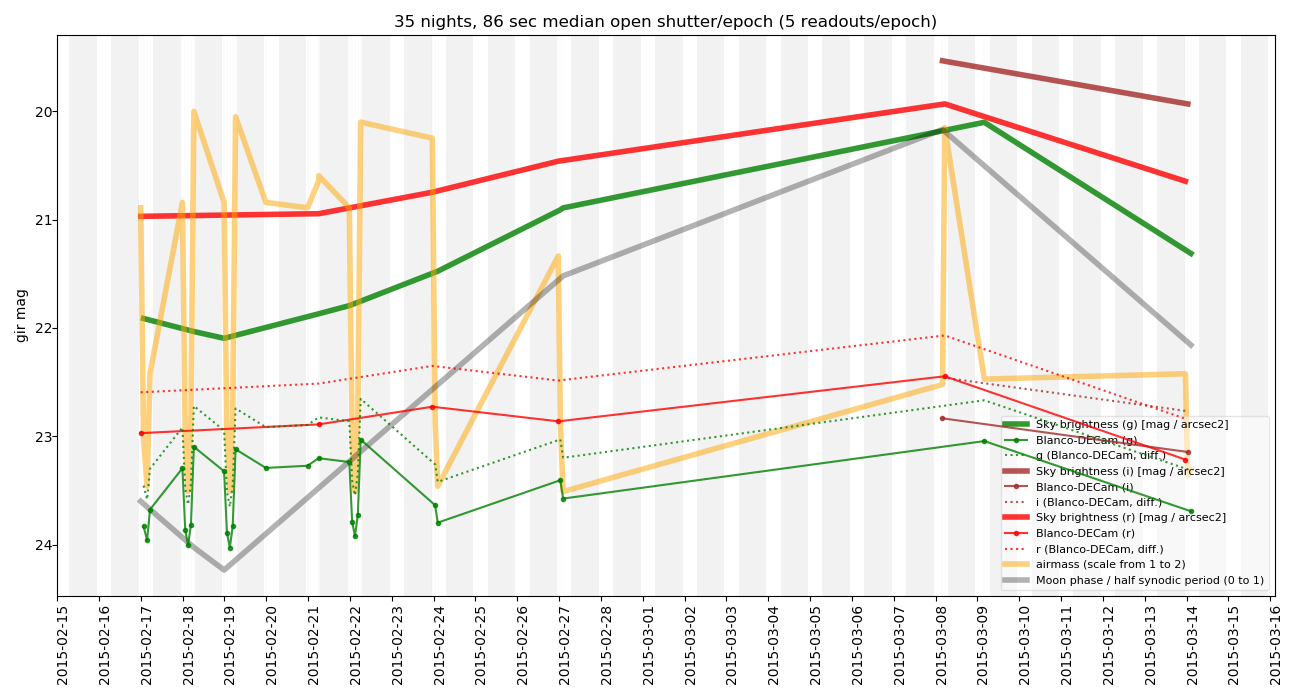 35 nights, 86 sec median open shutter/epoch (5 readouts/epoch)
gir mag
20
21
22
23
24
Sky brightness (g) [mag / arcsec2]
Blanco-DECam (g)
g (Blanco-DECam, diff.)
Sky brightness (i) [mag / arcsec2]
Blanco-DECam (i)
i (Blanco-DECam, diff.)
Sky brightness (r) [mag / arcsec2]
Blanco-DECam (r)
r (Blanco-DECam, diff.)
airmass (scale from 1 to 2)
Moon phase / half synodic period (0 to 1)
2015-02-15
2015-02-16
2015-02-17
2015-02-18
2015-02-19
2015-02-20
2015-02-21
2015-02-22
2015-02-23
2015-02-24
2015-02-25
2015-02-26
2015-02-27
2015-02-28
2015-03-01
2015-03-02
2015-03-03
2015-03-04
2015-03-05
2015-03-06
2015-03-07
2015-03-08
2015-03-09
2015-03-10
2015-03-11
2015-03-12
2015-03-13
2015-03-14
2015-03-15
2015-03-16